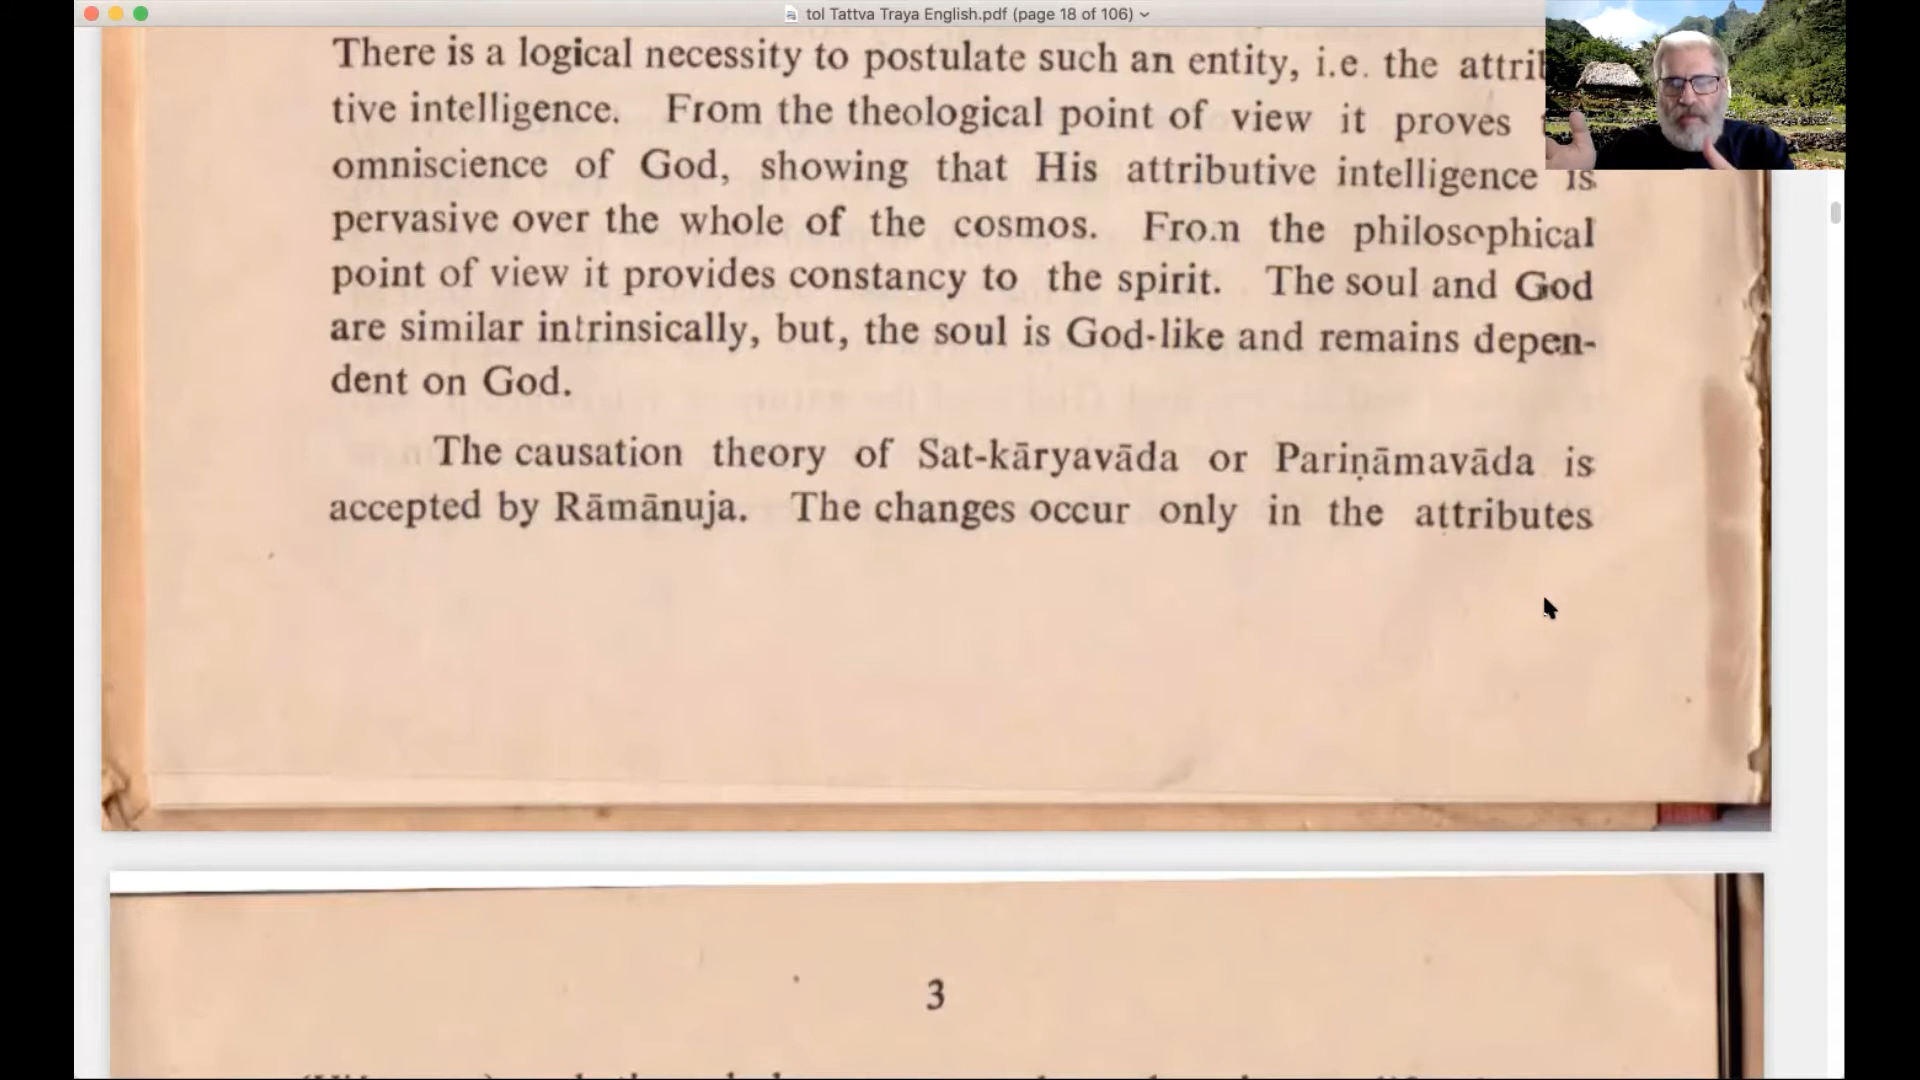 tol Tattva Traya English.pdf (page 18 of 106)
There is a logical necessity to postulate such an entity, i.e. the
tive intelligence. From the theological point of view it proves
omniscience of God, showing that His attributive intelligence is
pervasive over the whole of the cosmos. From the philosophical
point of view it provides constancy to the spirit. The soul and God
are similar intrinsically, but, the soul is God-like and remains depen-
dent on God.
The causation theory of Sat-kāryavāda or Pariṇāmavāda is
accepted by Rāmānuja. The changes occur only in the attributes
3